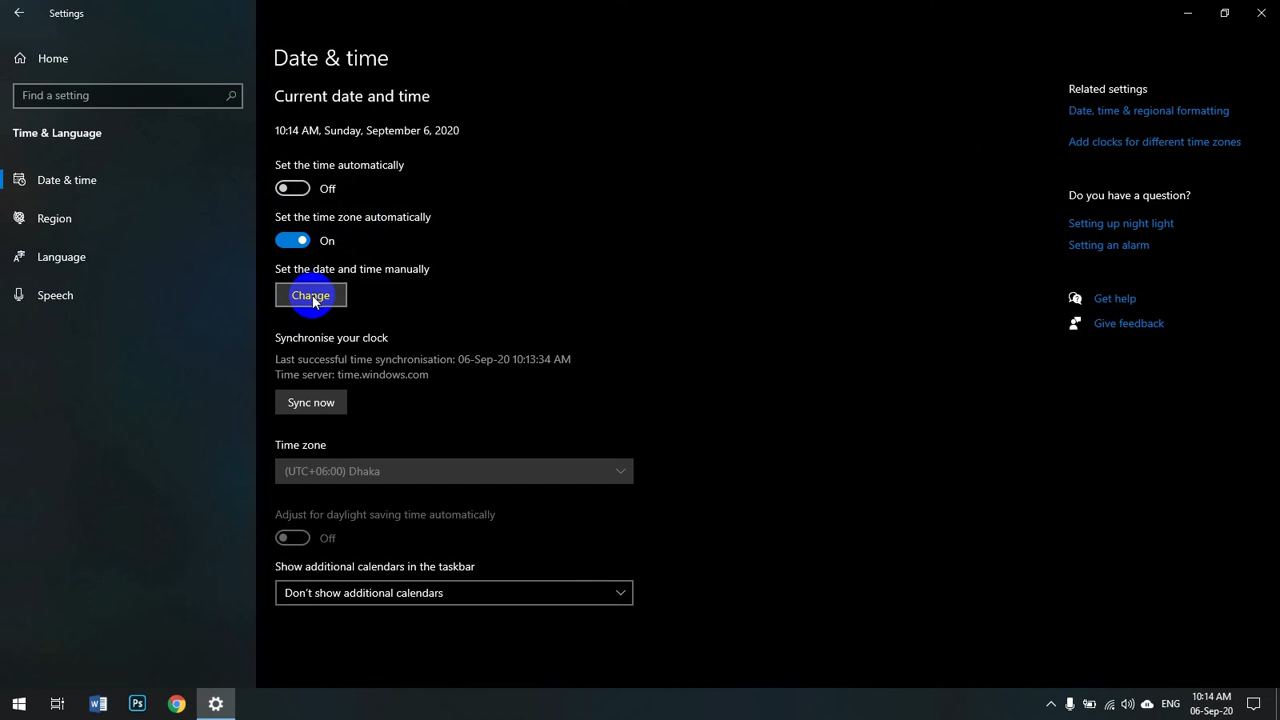 Settings
Home
Find a setting
Time & Language
Date & time
Region
Language
Speech
Date & time
Current date and time
10:14 AM, Sunday, September 6, 2020
Set the time automatically
Off
Set the time zone automatically
On
Set the date and time manually
Change
Synchronise your clock
Last successful time synchronisation: 06-Sep-20 10:13:34 AM
Time server: time.windows.com
Sync now
Time zone
(UTC+06:00) Dhaka
Adjust for daylight saving time automatically
Off
Show additional calendars in the taskbar
Don't show additional calendars
Related settings
Date, time & regional formatting
Add clocks for different time zones
Do you have a question?
Setting up night light
Setting an alarm
Get help
Give feedback
W
Ps
ENG
10:14 AM
06-Sep-20